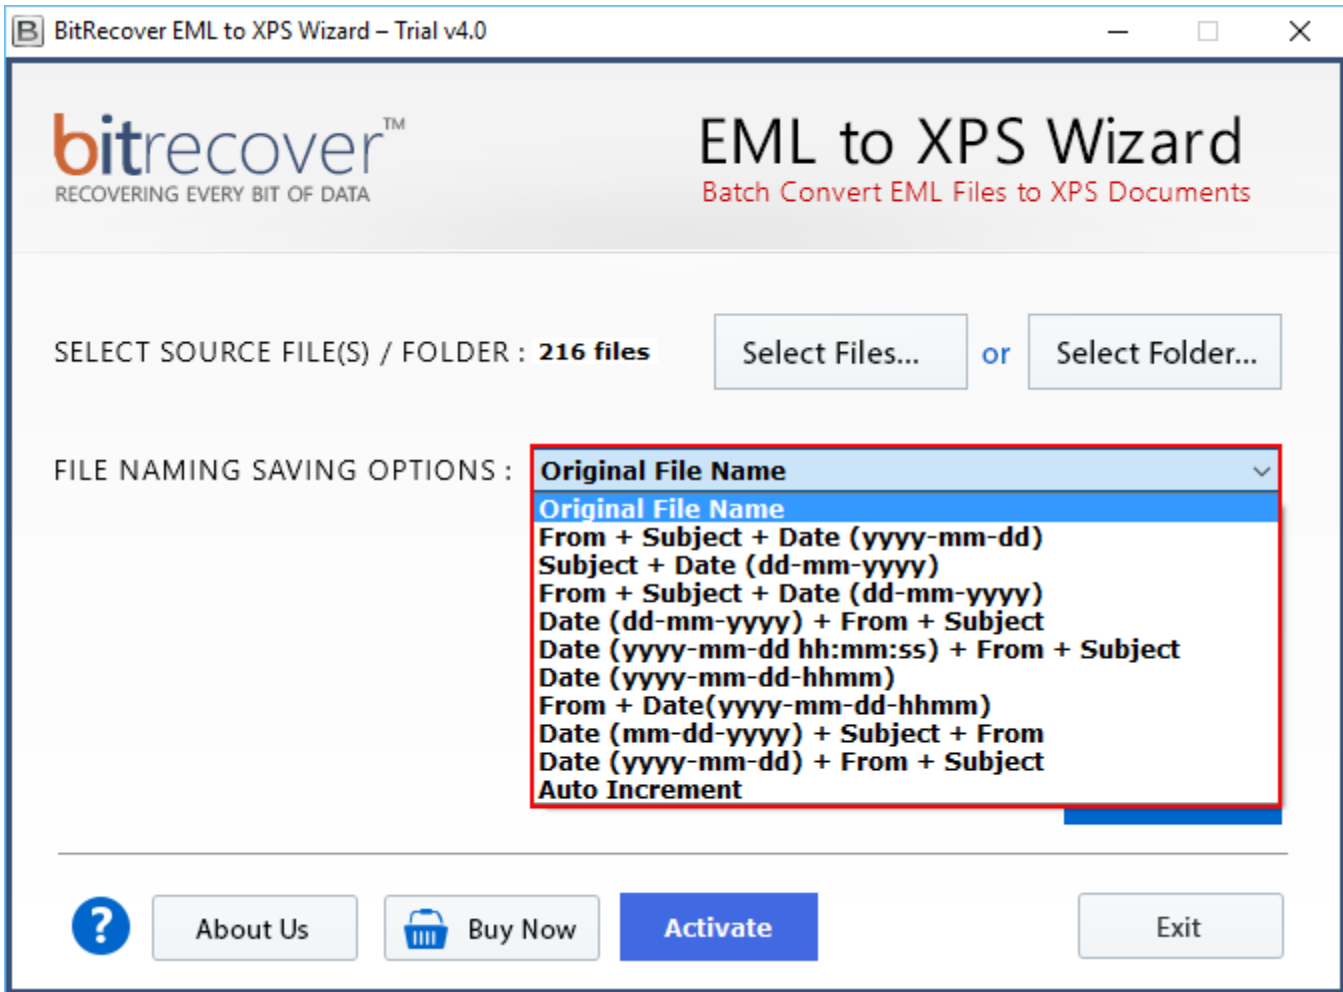 BitRecover EML to XPS Wizard – Trial v4.0
bitrecover™
RECOVERING EVERY BIT OF DATA
EML to XPS Wizard
Batch Convert EML Files to XPS Documents
SELECT SOURCE FILE(S) / FOLDER : 216 files Select Files... or Select Folder...
FILE NAMING SAVING OPTIONS : Original File Name
Original File Name
From + Subject + Date (yyyy-mm-dd)
Subject + Date (dd-mm-yyyy)
From + Subject + Date (dd-mm-yyyy)
Date (dd-mm-yyyy) + From + Subject
Date (yyyy-mm-dd hh:mm:ss) + From + Subject
Date (yyyy-mm-dd-hhmm)
From + Date(yyyy-mm-dd-hhmm)
Date (mm-dd-yyyy) + Subject + From
Date (yyyy-mm-dd) + From + Subject
Auto Increment
? About Us Buy Now Activate Exit